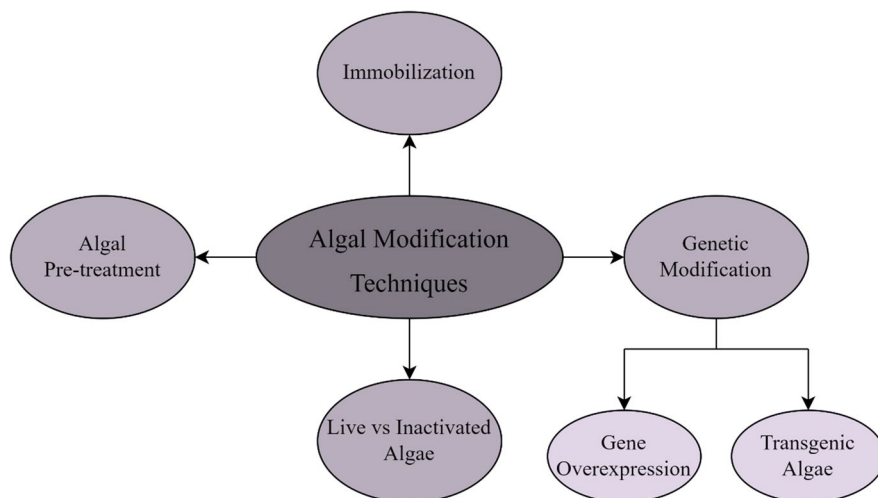 Immobilization
Algal
Pre-treatment
Algal Modification
Techniques
Genetic
Modification
Live vs Inactivated
Algae
Gene
Overexpression
Transgenic
Algae